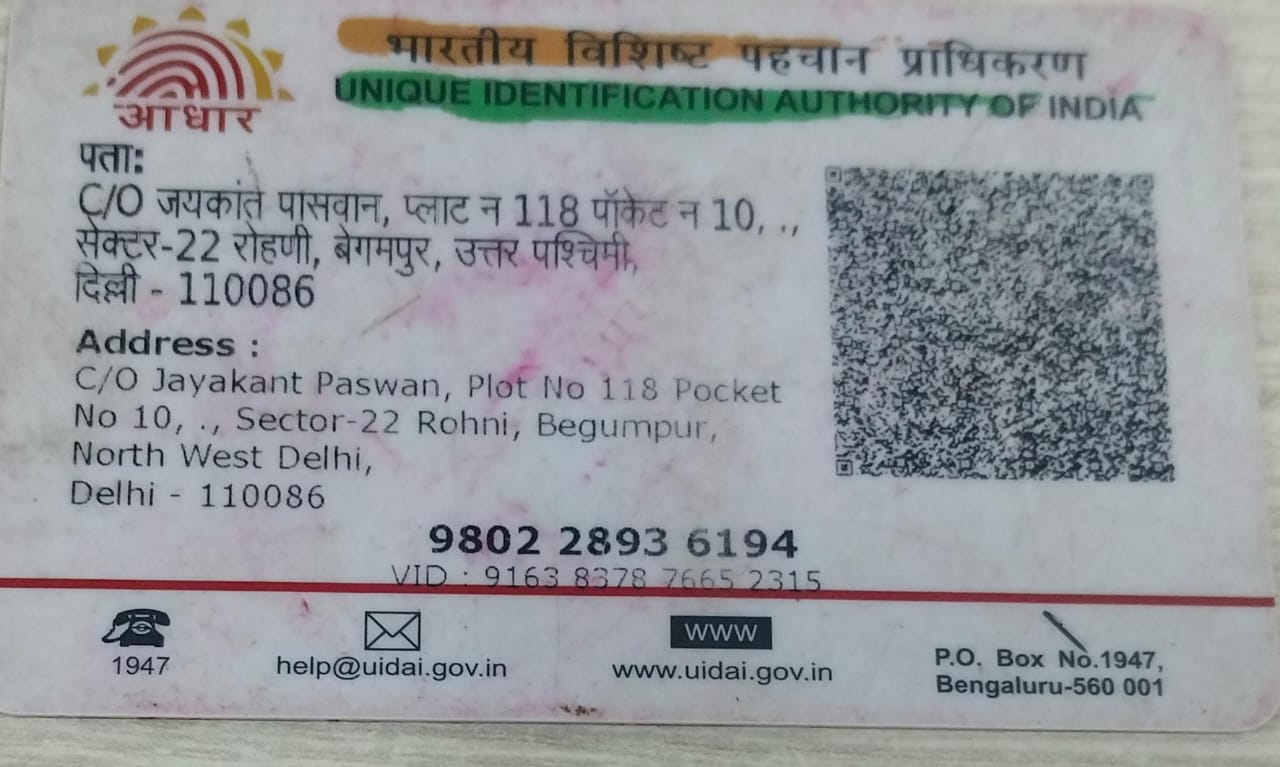 आधार
भारतीय विशिष्ट पहचान प्राधिकरण
UNIQUE IDENTIFICATION AUTHORITY OF INDIA
पता:
C/O जयकांत पासवान, प्लाट न 118 पॉकेट न 10, .,
सेक्टर-22 रोहणी, बेगमपुर, उत्तर पश्चिमी,
दिल्ली - 110086
Address :
C/O Jayakant Paswan, Plot No 118 Pocket
No 10, ., Sector-22 Rohni, Begumpur,
North West Delhi,
Delhi - 110086
9802 2893 6194
VID : 9163 8378 7665 2315
1947
help@uidai.gov.in
WWW
www.uidai.gov.in
P.O. Box No.1947,
Bengaluru-560 001